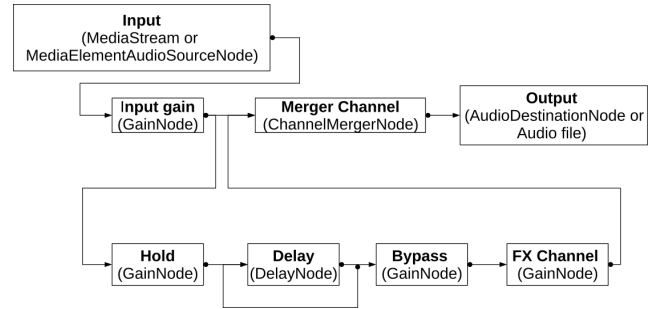 Input
(MediaStream or
MediaElementAudioSourceNode)
Input gain
(GainNode)
Merger Channel
(ChannelMergerNode)
Output
(AudioDestinationNode or
Audio file)
Hold
(GainNode)
Delay
(DelayNode)
Bypass
(GainNode)
FX Channel
(GainNode)